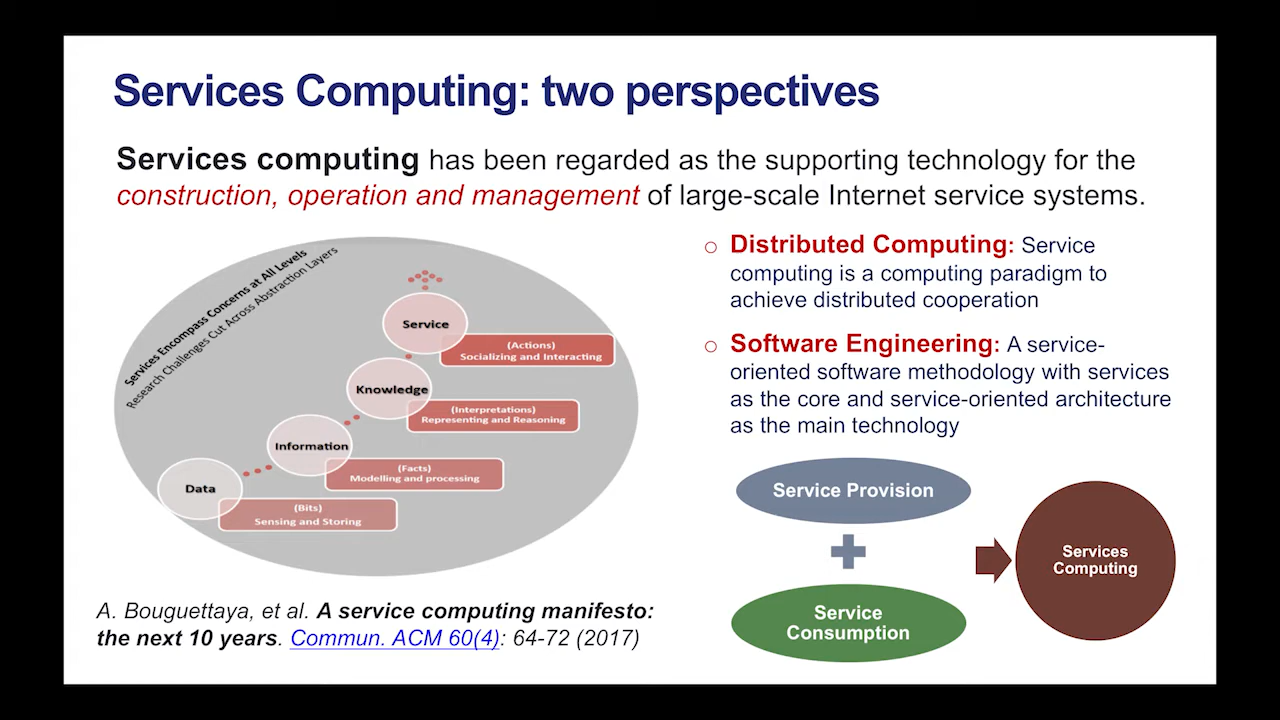 Services Computing: two perspectives
Services computing has been regarded as the supporting technology for the
construction, operation and management of large-scale Internet service systems.
Services Encompass Concerns at All Levels
Research Challenges Cut Across Abstraction Layers
Service
(Actions)
Socializing and Interacting
Knowledge
(Interpretations)
Representing and Reasoning
Information
(Facts)
Modelling and processing
Data
(Bits)
Sensing and Storing
A. Bouguettaya, et al. A service computing manifesto:
the next 10 years. Commun. ACM 60(4): 64-72 (2017)
o Distributed Computing: Service
computing is a computing paradigm to
achieve distributed cooperation
o Software Engineering: A service-
oriented software methodology with services
as the core and service-oriented architecture
as the main technology
Service Provision
Service
Consumption
Services
Computing